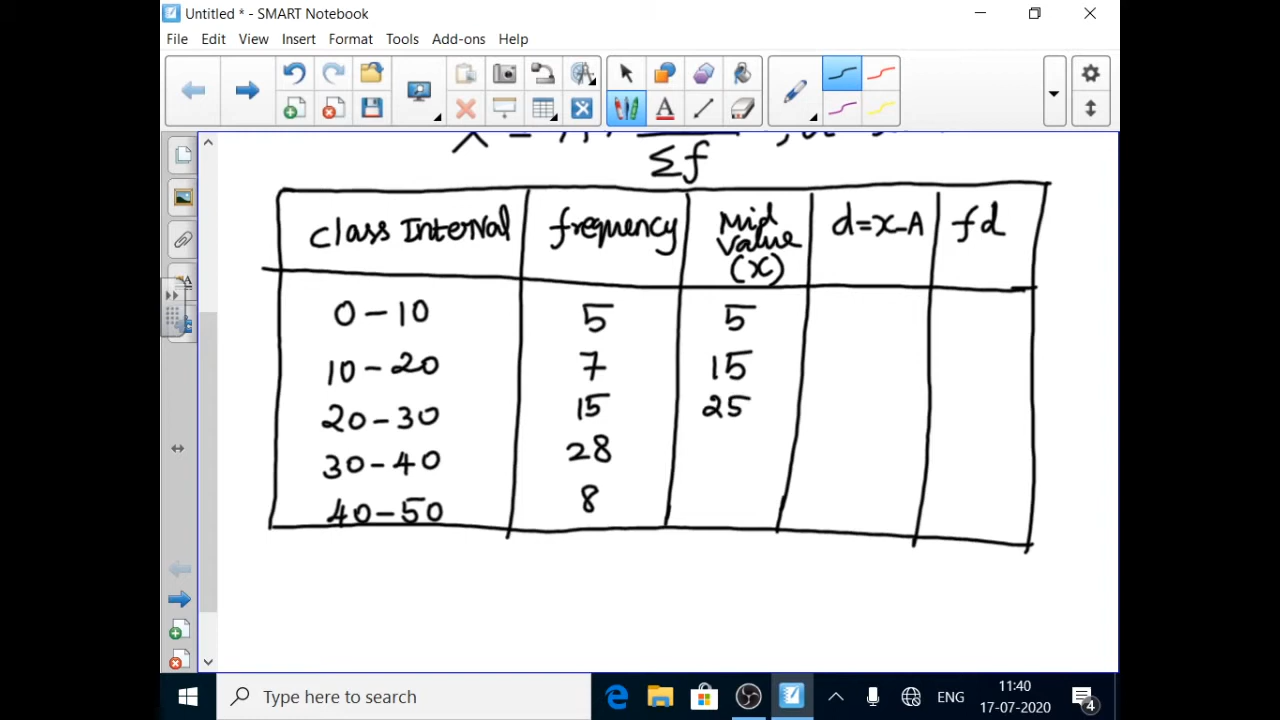 Untitled * - SMART Notebook
File Edit View Insert Format Tools Add-ons Help
Σf
class Interval frequency Mid value (x) d=x-A fd
0-10 5 5
10-20 7 15
20-30 15 25
30-40 28
40-50 8
Type here to search
ENG
11:40
17-07-2020
4